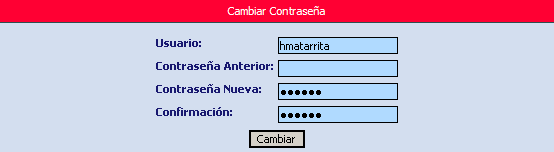 Cambiar Contraseña
Usuario: hmatarrita
Contraseña Anterior:
Contraseña Nueva: ●●●●●●
Confirmación: ●●●●●●
Cambiar